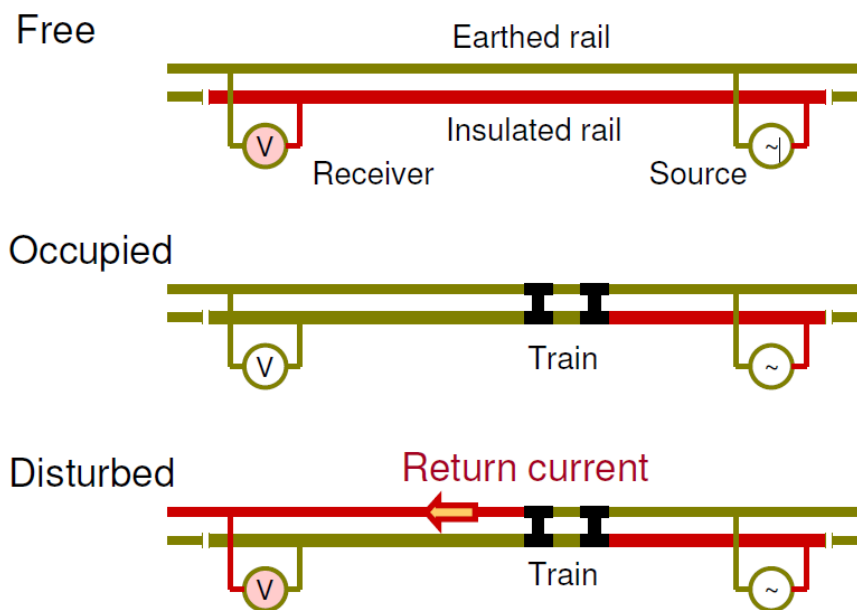 Free
Earthed rail
Insulated rail
V
~
Receiver
Source
Occupied
V
~
Train
Disturbed
Return current
V
~
Train